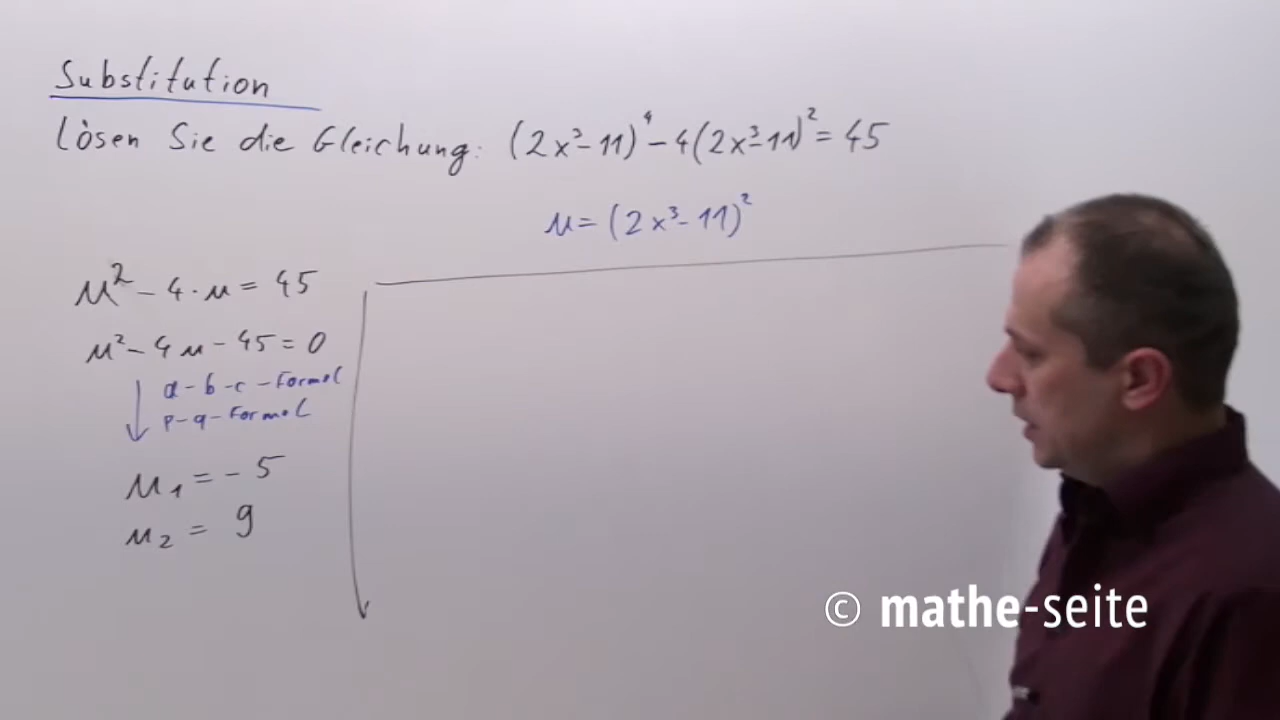 Substitution
Lösen Sie die Gleichung: (2x³-11)⁴ - 4(2x³-11)² = 45
u = (2x³-11)²
u² - 4·u = 45
u² - 4u - 45 = 0
a-b-c-Formel
p-q-Formel
u₁ = -5
u₂ = 9
© mathe-seite